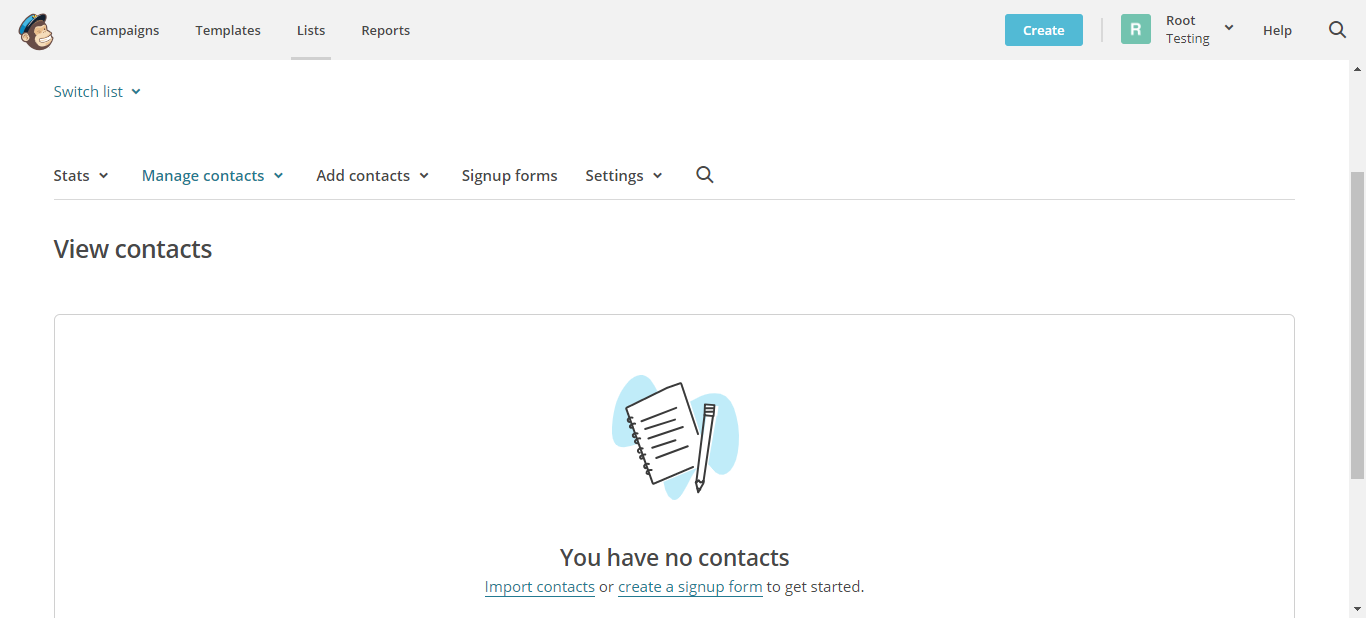 Campaigns Templates Lists Reports Create R Root Testing Help
Switch list
Stats Manage contacts Add contacts Signup forms Settings
View contacts
You have no contacts
Import contacts or create a signup form to get started.